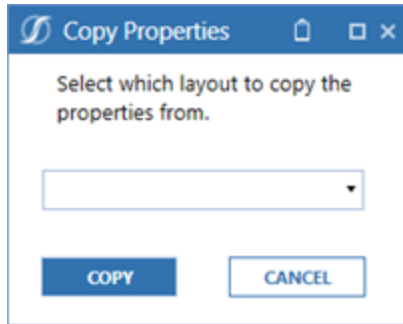 Copy Properties
Select which layout to copy the
properties from.
COPY
CANCEL